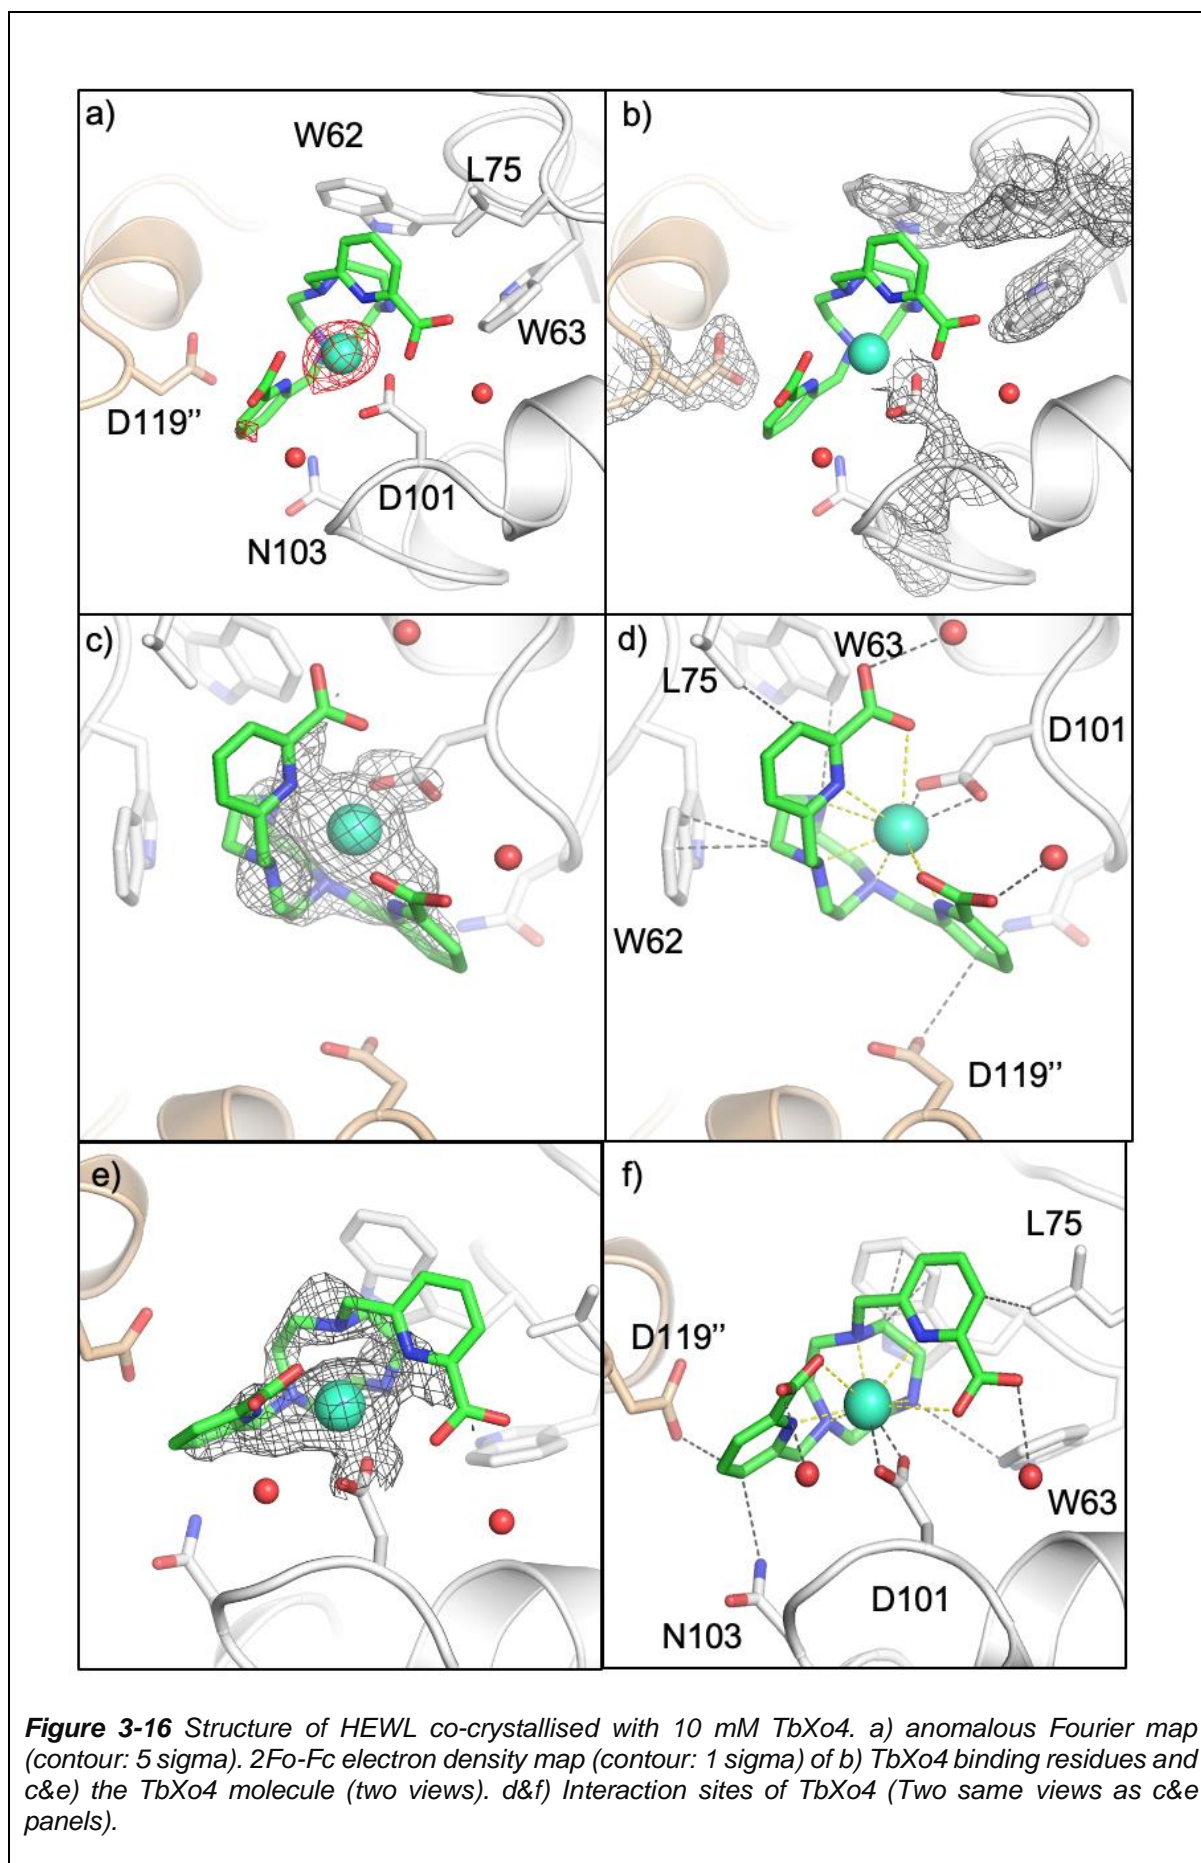 a)
W62
L75
W63
D119''
D101
N103
b)
c)
d)
W63
L75
D101
W62
D119''
e)
f)
L75
D119''
W63
D101
N103
Figure 3-16 Structure of HEWL co-crystallised with 10 mM TbXo4. a) anomalous Fourier map
(contour: 5 sigma). 2Fo-Fc electron density map (contour: 1 sigma) of b) TbXo4 binding residues and
c&e) the TbXo4 molecule (two views). d&f) Interaction sites of TbXo4 (Two same views as c&e
panels).